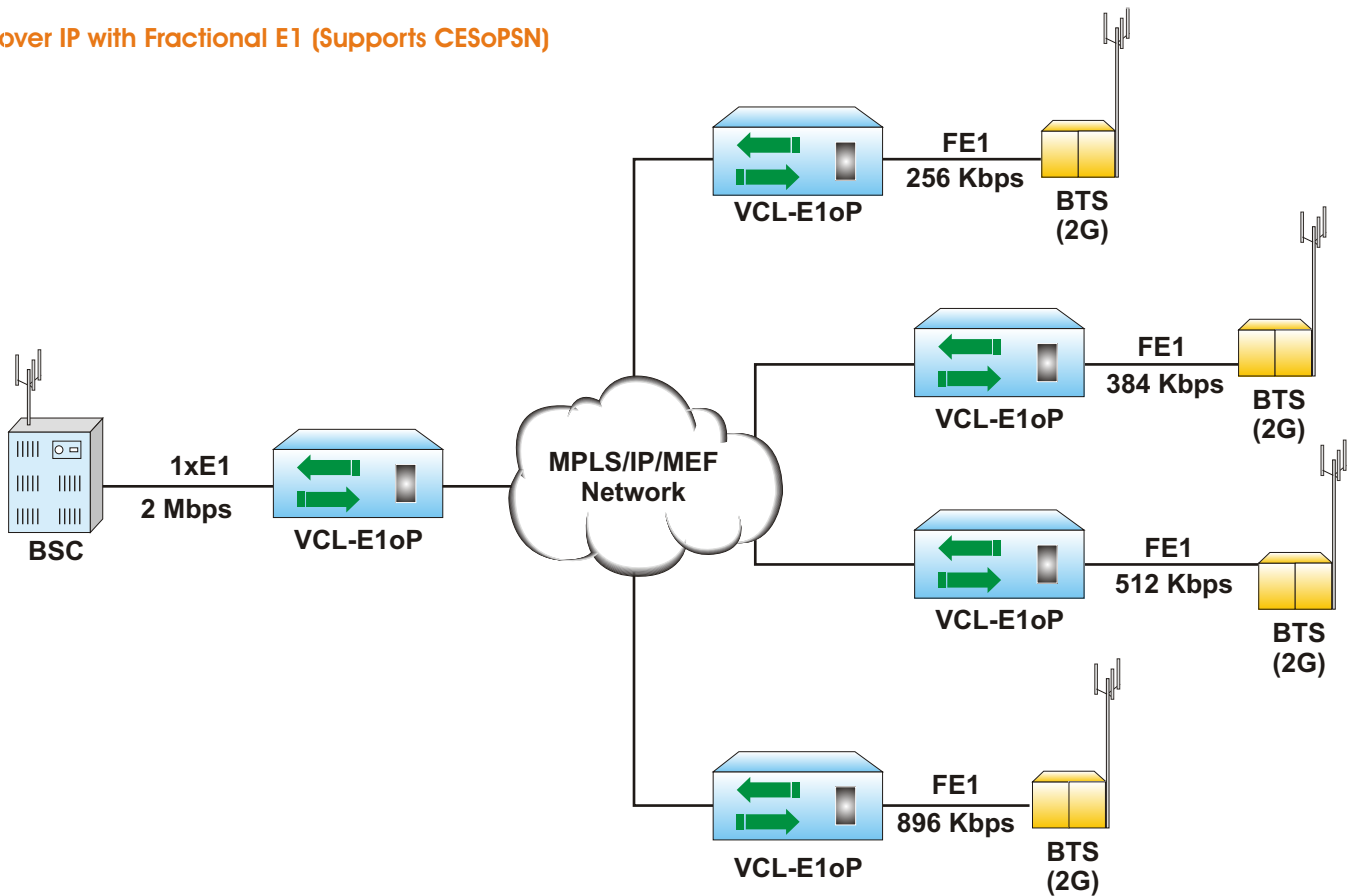 over IP with Fractional E1 (Supports CESoPSN)
FE1
256 Kbps
VCL-E1oP
BTS
(2G)
FE1
384 Kbps
VCL-E1oP
BTS
(2G)
1xE1
2 Mbps
BSC
VCL-E1oP
MPLS/IP/MEF
Network
FE1
512 Kbps
VCL-E1oP
BTS
(2G)
FE1
896 Kbps
VCL-E1oP
BTS
(2G)